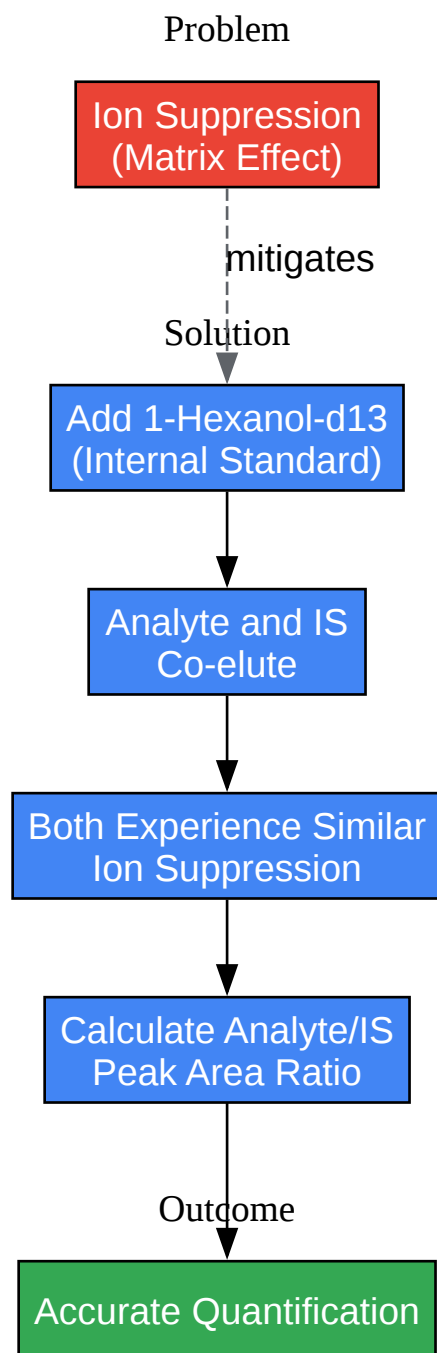 Problem
Ion Suppression
(Matrix Effect)
mitigates
Solution
Add 1-Hexanol-d13
(Internal Standard)
Analyte and IS
Co-elute
Both Experience Similar
Ion Suppression
Calculate Analyte/IS
Peak Area Ratio
Outcome
Accurate Quantification